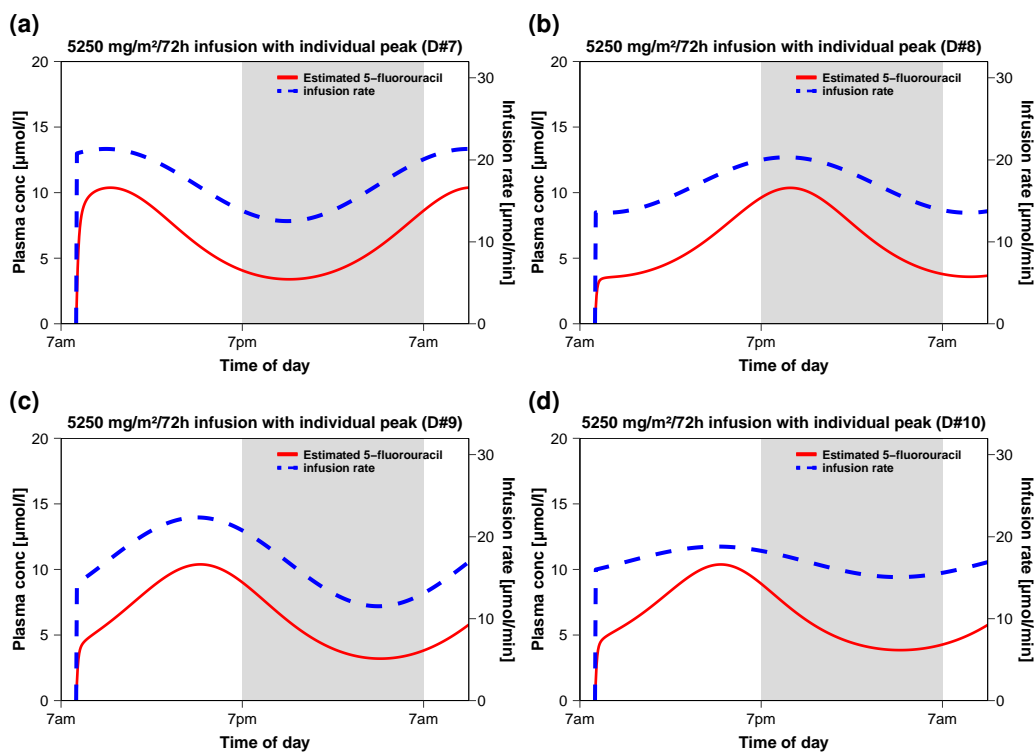 (a)
5250 mg/m²/72h infusion with individual peak (D#7)
Estimated 5−fluorouracil
infusion rate
Plasma conc [µmol/l]
0
5
10
15
20
Infusion rate [µmol/min]
0
10
20
30
7am
7pm
7am
Time of day
(b)
5250 mg/m²/72h infusion with individual peak (D#8)
Estimated 5−fluorouracil
infusion rate
Plasma conc [µmol/l]
0
5
10
15
20
Infusion rate [µmol/min]
0
10
20
30
7am
7pm
7am
Time of day
(c)
5250 mg/m²/72h infusion with individual peak (D#9)
Estimated 5−fluorouracil
infusion rate
Plasma conc [µmol/l]
0
5
10
15
20
Infusion rate [µmol/min]
0
10
20
30
7am
7pm
7am
Time of day
(d)
5250 mg/m²/72h infusion with individual peak (D#10)
Estimated 5−fluorouracil
infusion rate
Plasma conc [µmol/l]
0
5
10
15
20
Infusion rate [µmol/min]
0
10
20
30
7am
7pm
7am
Time of day